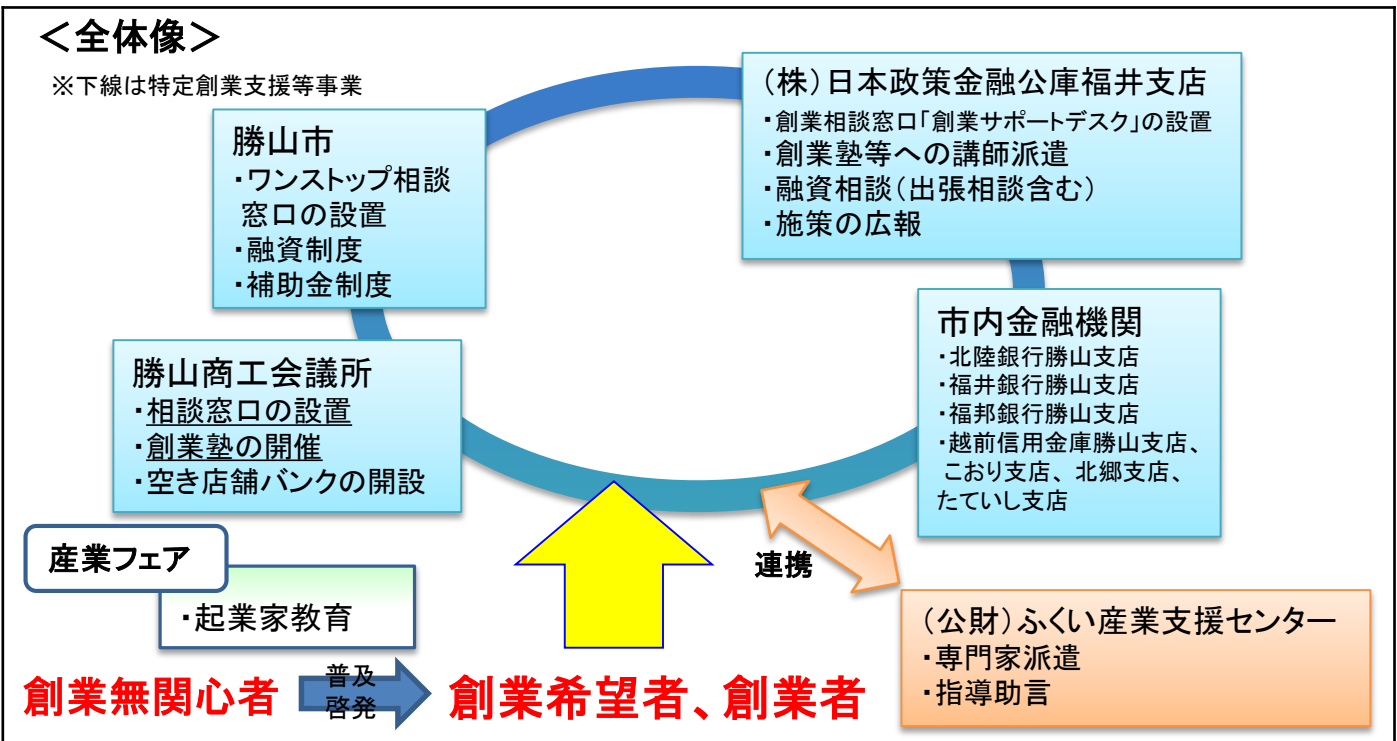 ＜全体像＞
※下線は特定創業支援等事業
勝山市
・ワンストップ相談
窓口の設置
・融資制度
・補助金制度
（株）日本政策金融公庫福井支店
・創業相談窓口「創業サポートデスク」の設置
・創業塾等への講師派遣
・融資相談（出張相談含む）
・施策の広報
勝山商工会議所
・相談窓口の設置
・創業塾の開催
・空き店舗バンクの開設
市内金融機関
・北陸銀行勝山支店
・福井銀行勝山支店
・福邦銀行勝山支店
・越前信用金庫勝山支店、
こおり支店、北郷支店、
たていし支店
産業フェア
・起業家教育
連携
（公財）ふくい産業支援センター
・専門家派遣
・指導助言
創業無関心者
普及
啓発
創業希望者、創業者